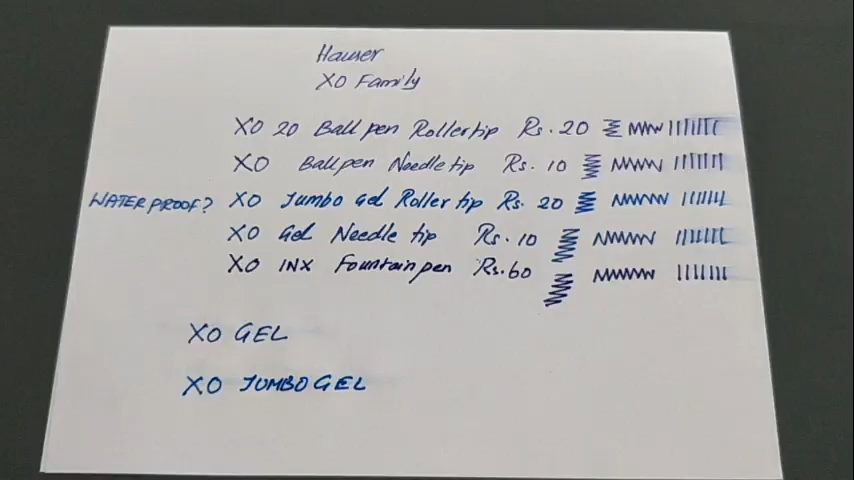 Hauser
XO Family
XO 20 Ball pen Rollertip Rs. 20
XO Ball pen Needle tip Rs. 10
WATERPROOF? XO Jumbo Gel Roller tip Rs. 20
XO Gel Needle tip Rs. 10
XO INX Fountain pen Rs. 60
XO GEL
XO JUMBO GEL